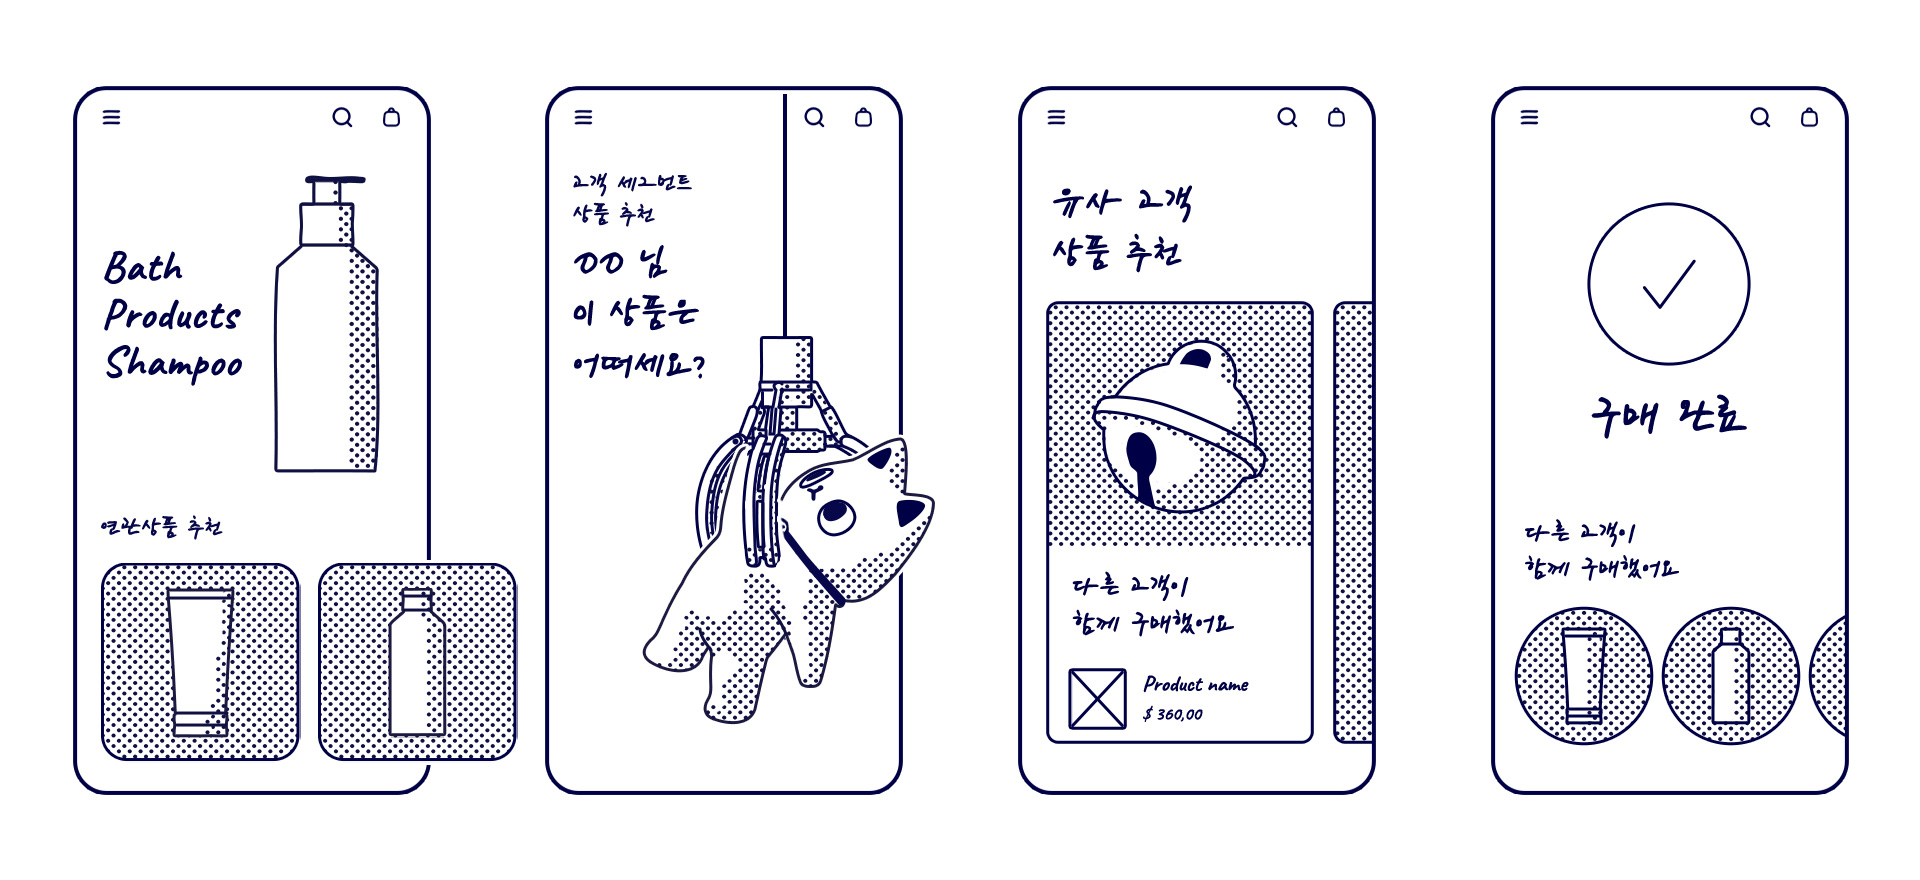 Bath
Products
Shampoo
연관상품 추천
고객 세그먼트
상품 추천
OO 님
이 상품은
어떠세요?
유사 고객
상품 추천
다른 고객이
함께 구매했어요
Product name
$ 360,00
구매 완료
다른 고객이
함께 구매했어요